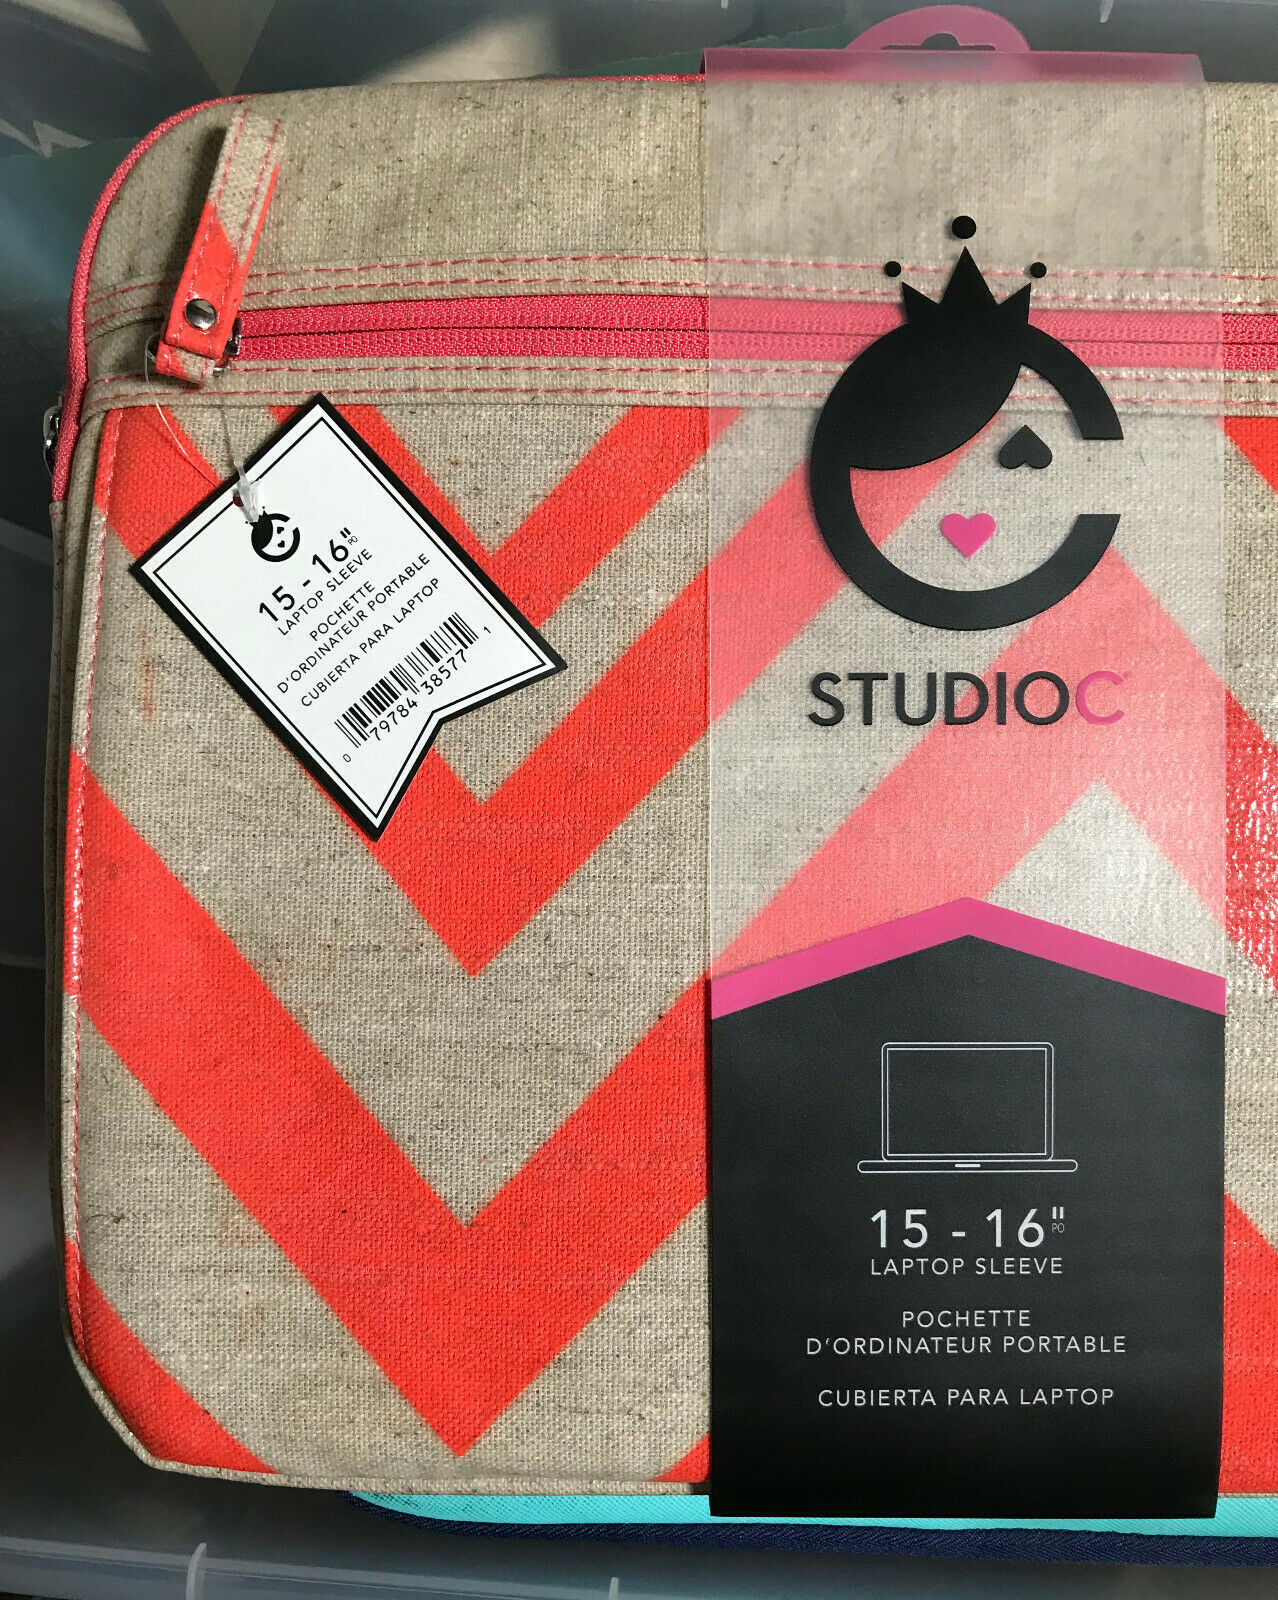 15 - 16" PO
LAPTOP SLEEVE
POCHETTE
D'ORDINATEUR PORTABLE
CUBIERTA PARA LAPTOP
0 79784 38577 1
STUDIOC
15 - 16" PO
LAPTOP SLEEVE
POCHETTE
D'ORDINATEUR PORTABLE
CUBIERTA PARA LAPTOP